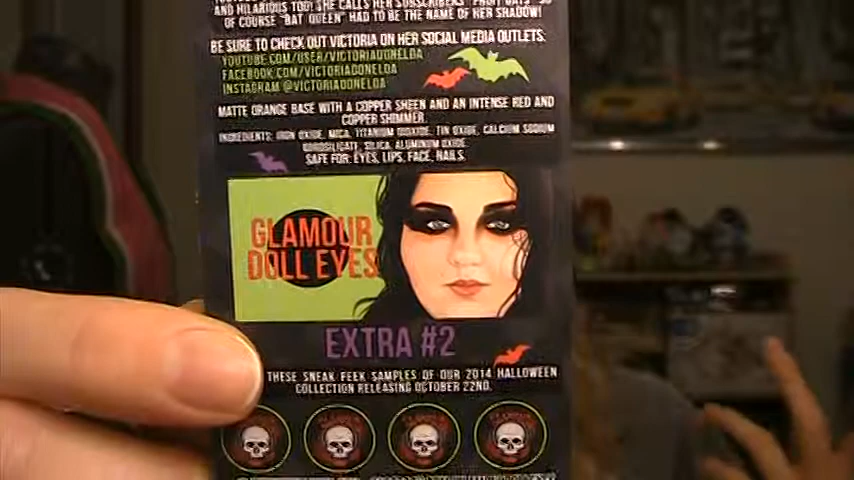 AND HILARIOUS TOO! SHE CALLS HER SUBSCRIBERS "FRUIT BATS" SO
OF COURSE "BAT QUEEN" HAD TO BE THE NAME OF HER SHADOW!
BE SURE TO CHECK OUT VICTORIA ON HER SOCIAL MEDIA OUTLETS.
YOUTUBE.COM/USER/VICTORIADONELDA
FACEBOOK.COM/VICTORIADONELDA
INSTAGRAM @VICTORIADONELDA
MATTE ORANGE BASE WITH A COPPER SHEEN AND AN INTENSE RED AND
COPPER SHIMMER.
INGREDIENTS: IRON OXIDE, MICA, TITANIUM DIOXIDE, TIN OXIDE, CALCIUM SODIUM
BOROSILICATE, SILICA, ALUMINUM OXIDE.
SAFE FOR: EYES, LIPS, FACE, NAILS.
GLAMOUR
DOLL EYES
EXTRA #2
THESE SNEAK PEEK SAMPLES OF OUR 2014 HALLOWEEN
COLLECTION RELEASING OCTOBER 22ND.